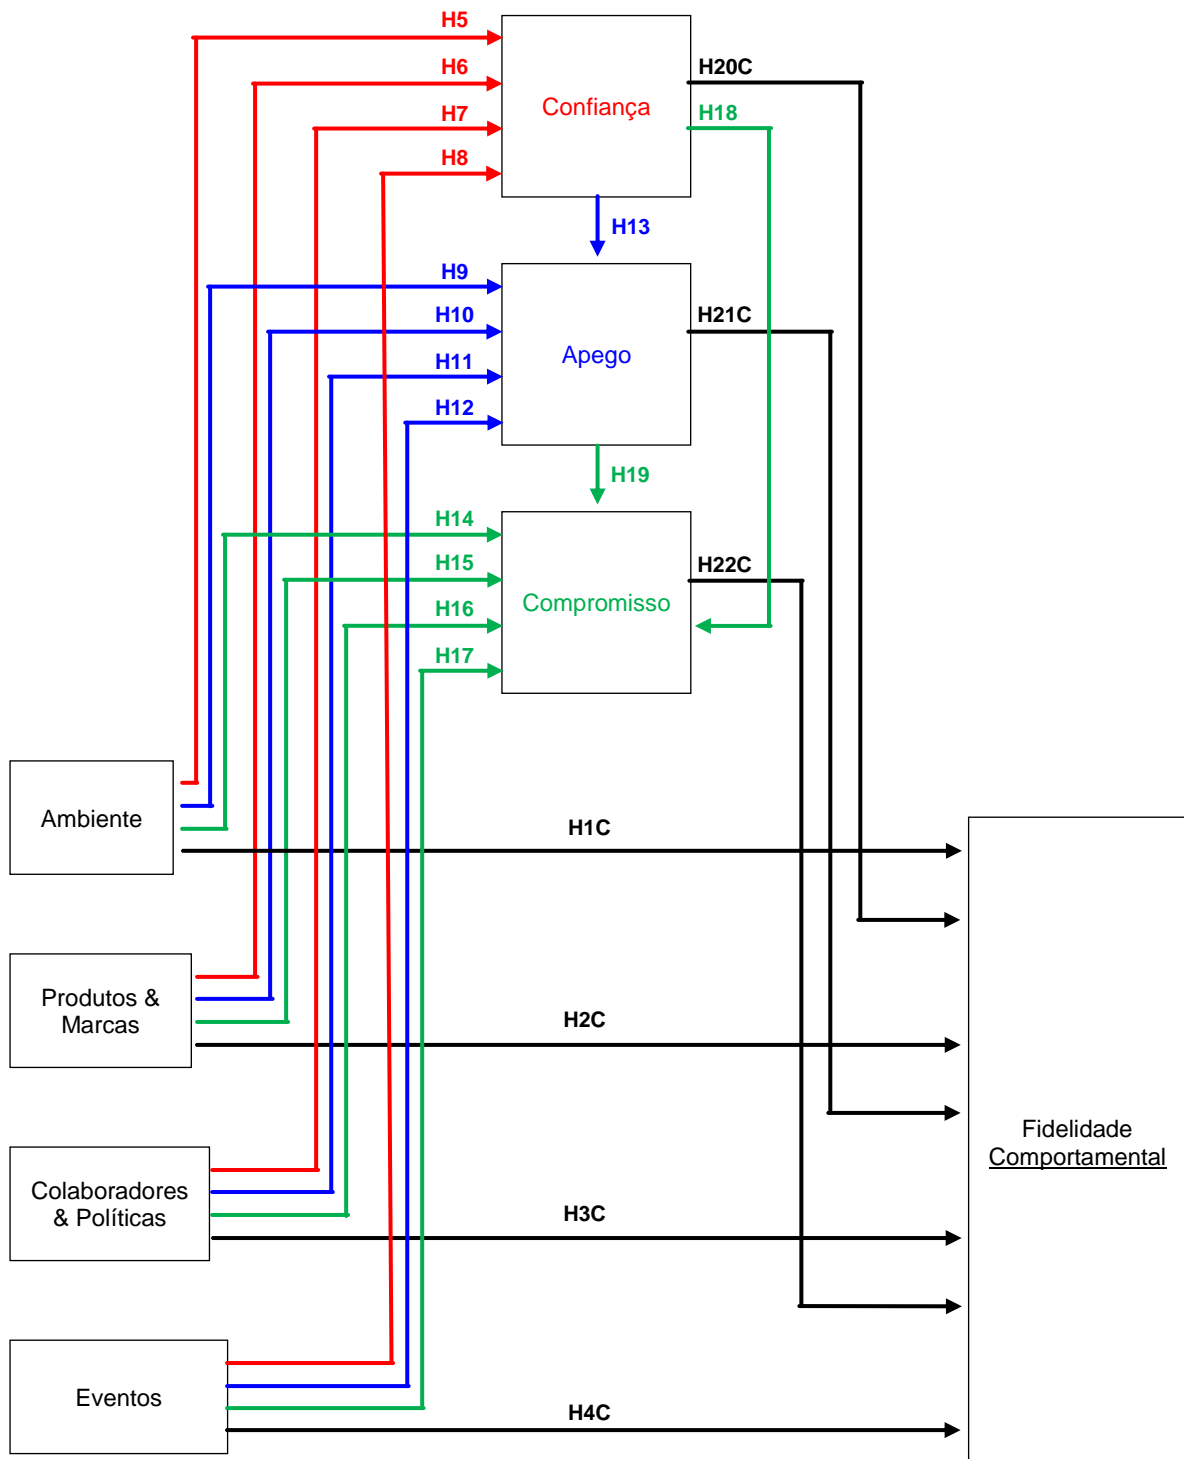 H5
H20C
H6
Confiança
H7
H18
H8
H13
H9
H10
H21C
Apego
H11
H12
H19
H14
H15
H22C
Compromisso
H16
H17
Ambiente
H1C
Produtos &
Marcas
H2C
Fidelidade
Comportamental
Colaboradores
& Políticas
H3C
Eventos
H4C